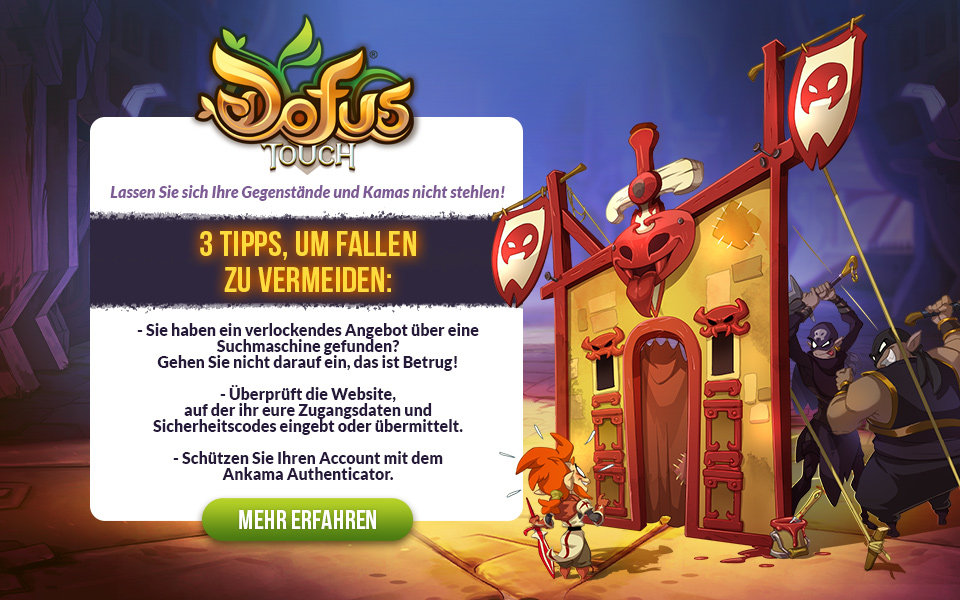 Dofus®
TOUCH
Lassen Sie sich Ihre Gegenstände und Kamas nicht stehlen!
3 TIPPS, UM FALLEN
ZU VERMEIDEN:
- Sie haben ein verlockendes Angebot über eine
Suchmaschine gefunden?
Gehen Sie nicht darauf ein, das ist Betrug!
- Überprüft die Website,
auf der ihr eure Zugangsdaten und
Sicherheitscodes eingebt oder übermittelt.
- Schützen Sie Ihren Account mit dem
Ankama Authenticator.
MEHR ERFAHREN